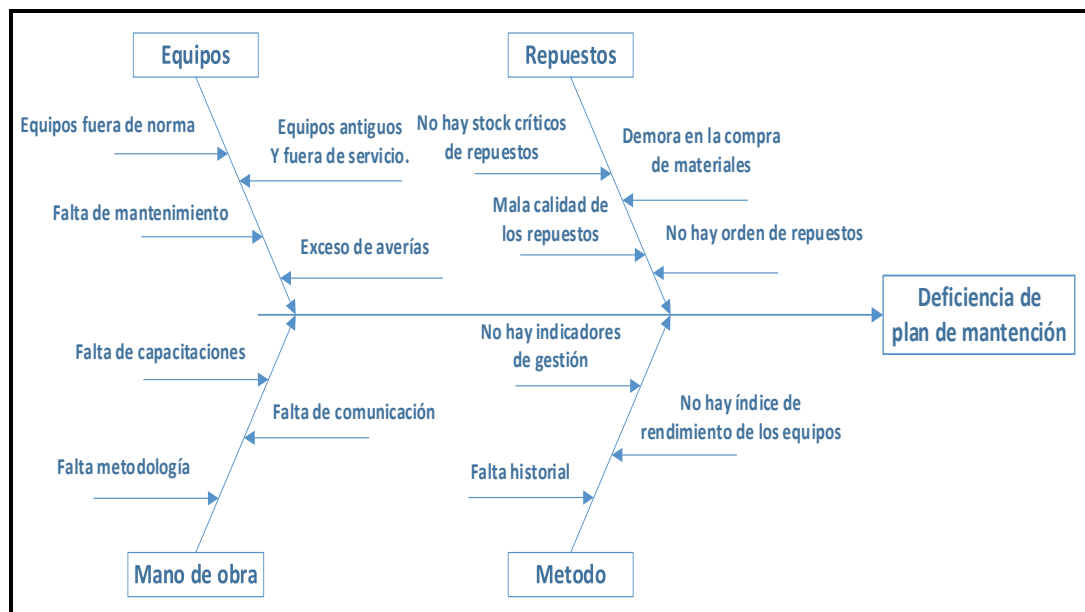 Equipos
Repuestos
Equipos fuera de norma
Equipos antiguos
Y fuera de servicio.
No hay stock críticos
de repuestos
Demora en la compra
de materiales
Falta de mantenimiento
Mala calidad de
los repuestos
Exceso de averías
No hay orden de repuestos
Deficiencia de
plan de mantención
Falta de capacitaciones
No hay indicadores
de gestión
Falta de comunicación
No hay índice de
rendimiento de los equipos
Falta metodología
Falta historial
Mano de obra
Metodo